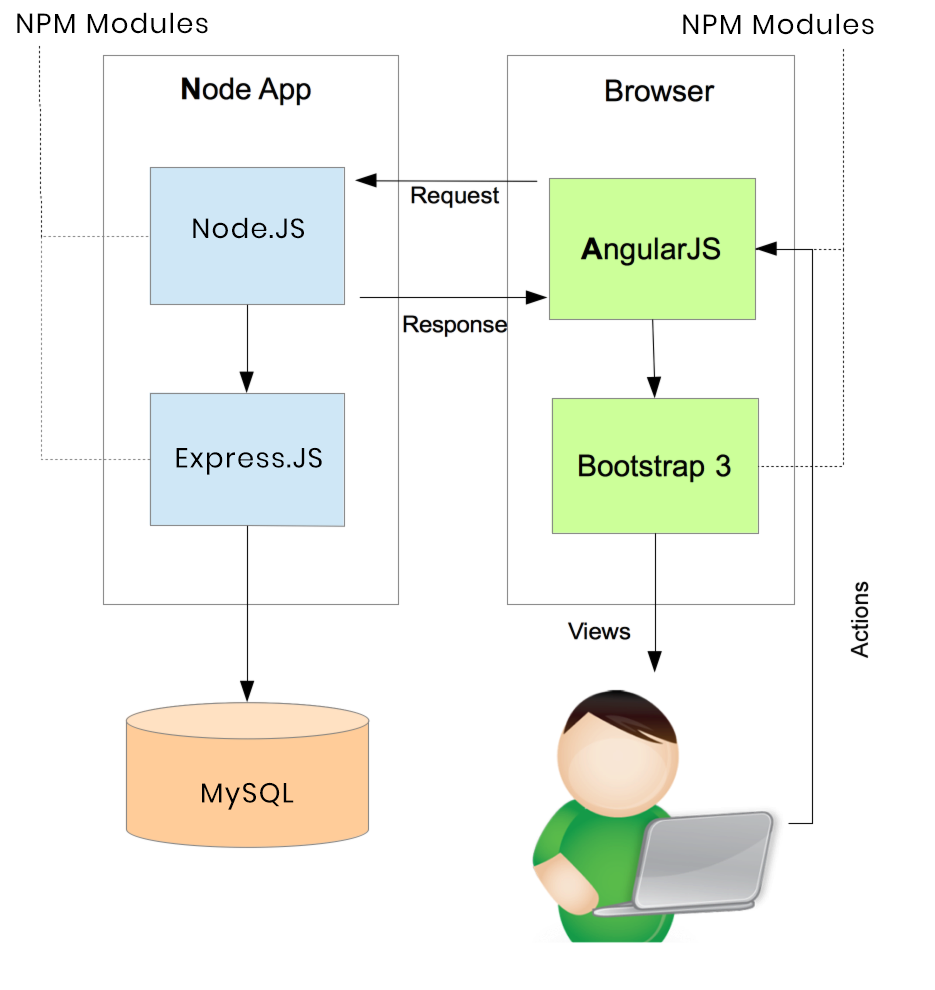 NPM Modules
NPM Modules
Node App
Browser
Request
Node.JS
AngularJS
Response
Express.JS
Bootstrap 3
Views
Actions
MySQL